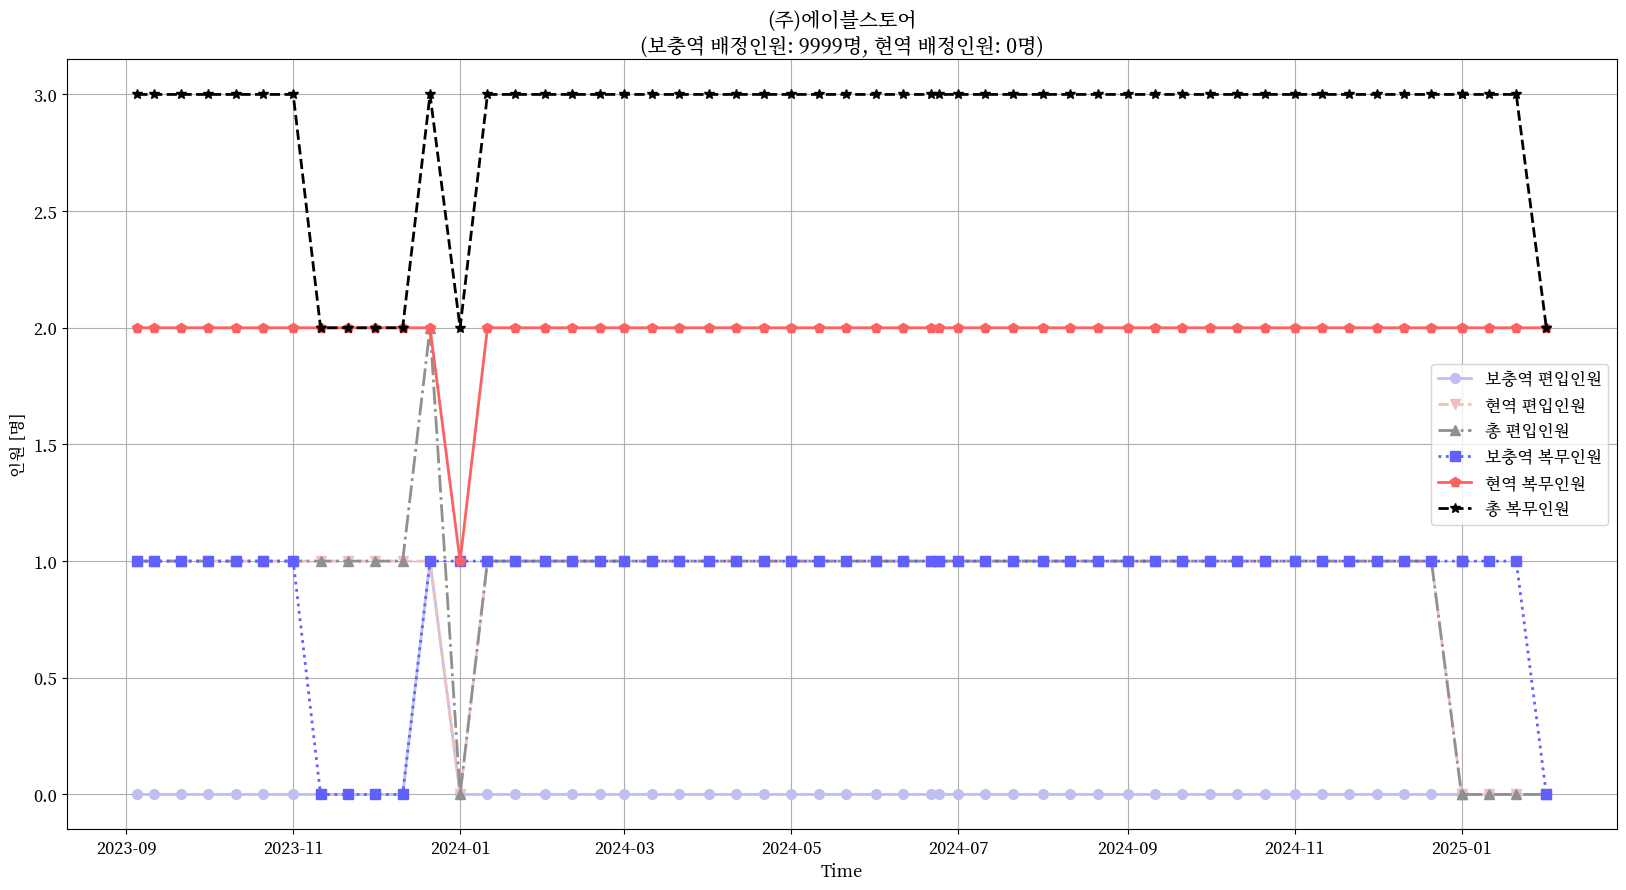 (주)에이블스토어
(보충역 배정인원: 9999명, 현역 배정인원: 0명)
인원 [명]
3.0
2.5
2.0
1.5
1.0
0.5
0.0
보충역 편입인원
현역 편입인원
총 편입인원
보충역 복무인원
현역 복무인원
총 복무인원
2023-09 2023-11 2024-01 2024-03 2024-05 2024-07 2024-09 2024-11 2025-01
Time